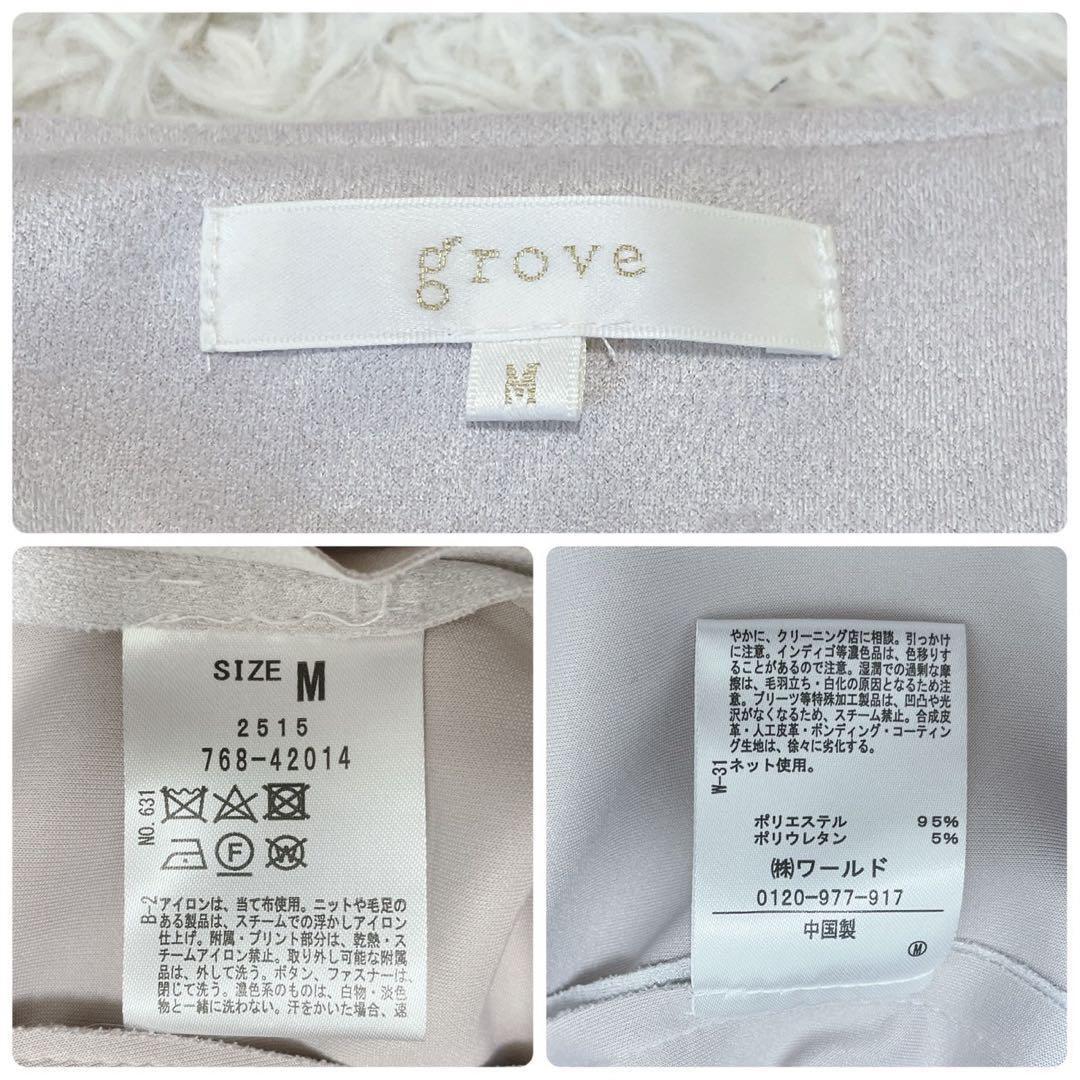 grove
M
SIZE M
2515
768-42014
NO. 631
F
W
B-2
アイロンは、当て布使用。ニットや毛足の
ある製品は、スチームでの浮かしアイロン
仕上げ。附属・プリント部分は、乾熱・ス
チームアイロン禁止。取り外し可能な附属
品は、外して洗う。ボタン、ファスナーは
閉じて洗う。濃色系のものは、白物・淡色
物と一緒に洗わない。汗をかいた場合、速
やかに、クリーニング店に相談。引っかけ
に注意。インディゴ等濃色品は、色移りす
ることがあるので注意。湿潤での過剰な摩
擦は、毛羽立ち・白化の原因となるため注
意。プリーツ等特殊加工製品は、凹凸や光
沢がなくなるため、スチーム禁止。合成皮
革・人工皮革・ボンディング・コーティン
グ生地は、徐々に劣化する。
W-31
ネット使用。
ポリエステル 95%
ポリウレタン 5%
㈱ワールド
0120-977-917
中国製
M